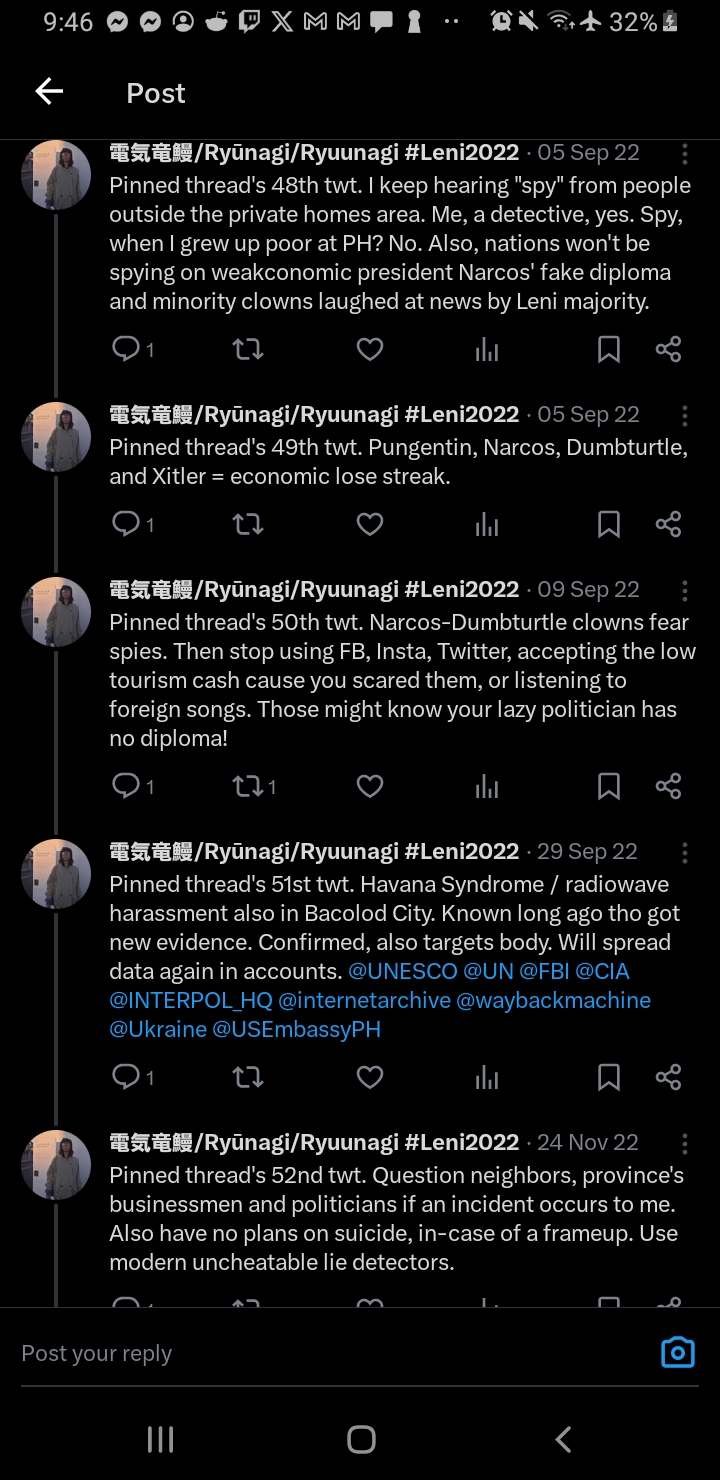 9:46
32%
Post
電気竜鰻/Ryūnagi/Ryuunagi #Leni2022 · 05 Sep 22
Pinned thread's 48th twt. I keep hearing "spy" from people
outside the private homes area. Me, a detective, yes. Spy,
when I grew up poor at PH? No. Also, nations won't be
spying on weakconomic president Narcos' fake diploma
and minority clowns laughed at news by Leni majority.
1
電気竜鰻/Ryūnagi/Ryuunagi #Leni2022 · 05 Sep 22
Pinned thread's 49th twt. Pungentin, Narcos, Dumbturtle,
and Xitler = economic lose streak.
1
電気竜鰻/Ryūnagi/Ryuunagi #Leni2022 · 09 Sep 22
Pinned thread's 50th twt. Narcos-Dumbturtle clowns fear
spies. Then stop using FB, Insta, Twitter, accepting the low
tourism cash cause you scared them, or listening to
foreign songs. Those might know your lazy politician has
no diploma!
1 1
電気竜鰻/Ryūnagi/Ryuunagi #Leni2022 · 29 Sep 22
Pinned thread's 51st twt. Havana Syndrome / radiowave
harassment also in Bacolod City. Known long ago tho got
new evidence. Confirmed, also targets body. Will spread
data again in accounts. @UNESCO @UN @FBI @CIA
@INTERPOL_HQ @internetarchive @waybackmachine
@Ukraine @USEmbassyPH
1
電気竜鰻/Ryūnagi/Ryuunagi #Leni2022 · 24 Nov 22
Pinned thread's 52nd twt. Question neighbors, province's
businessmen and politicians if an incident occurs to me.
Also have no plans on suicide, in-case of a frameup. Use
modern uncheatable lie detectors.
Post your reply